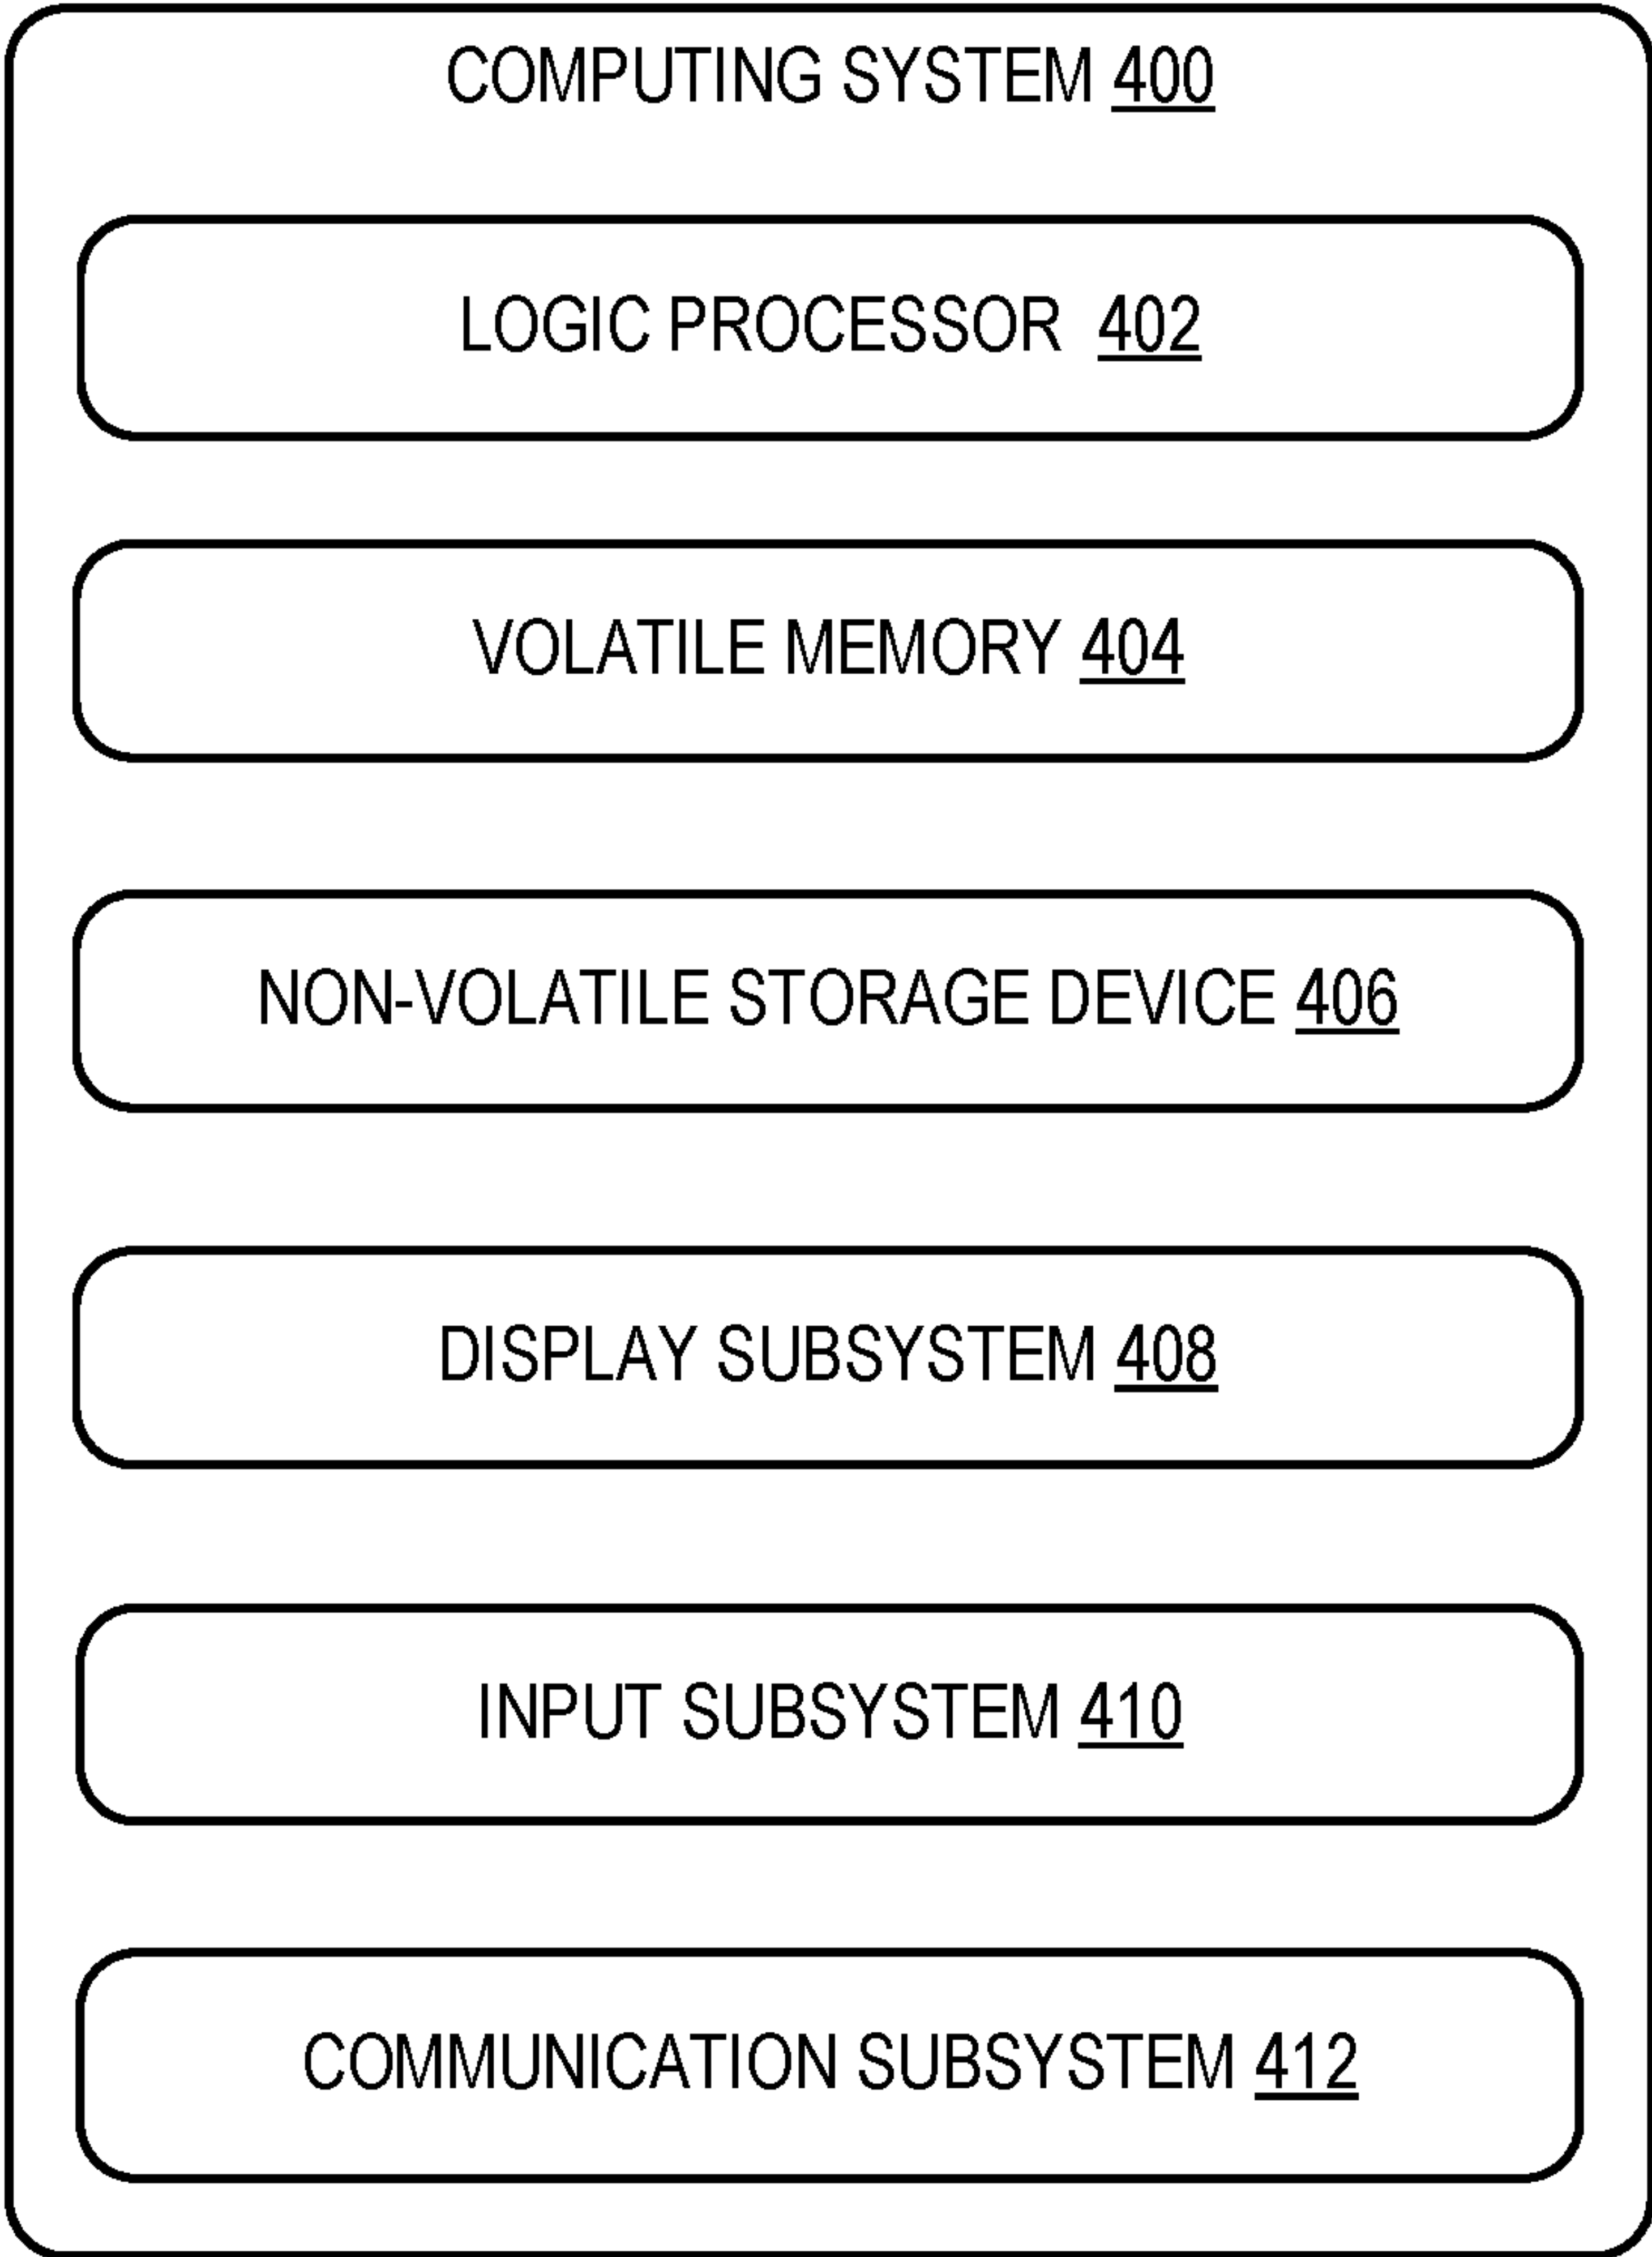 COMPUTING SYSTEM 400
LOGIC PROCESSOR 402
VOLATILE MEMORY 404
NON-VOLATILE STORAGE DEVICE 406
DISPLAY SUBSYSTEM 408
INPUT SUBSYSTEM 410
COMMUNICATION SUBSYSTEM 412